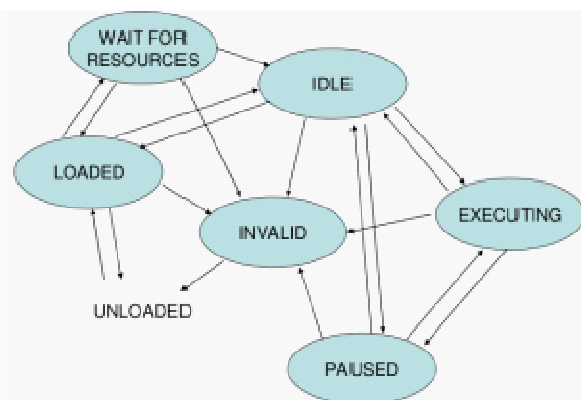 WAIT FOR
RESOURCES
IDLE
LOADED
EXECUTING
INVALID
UNLOADED
PAUSED